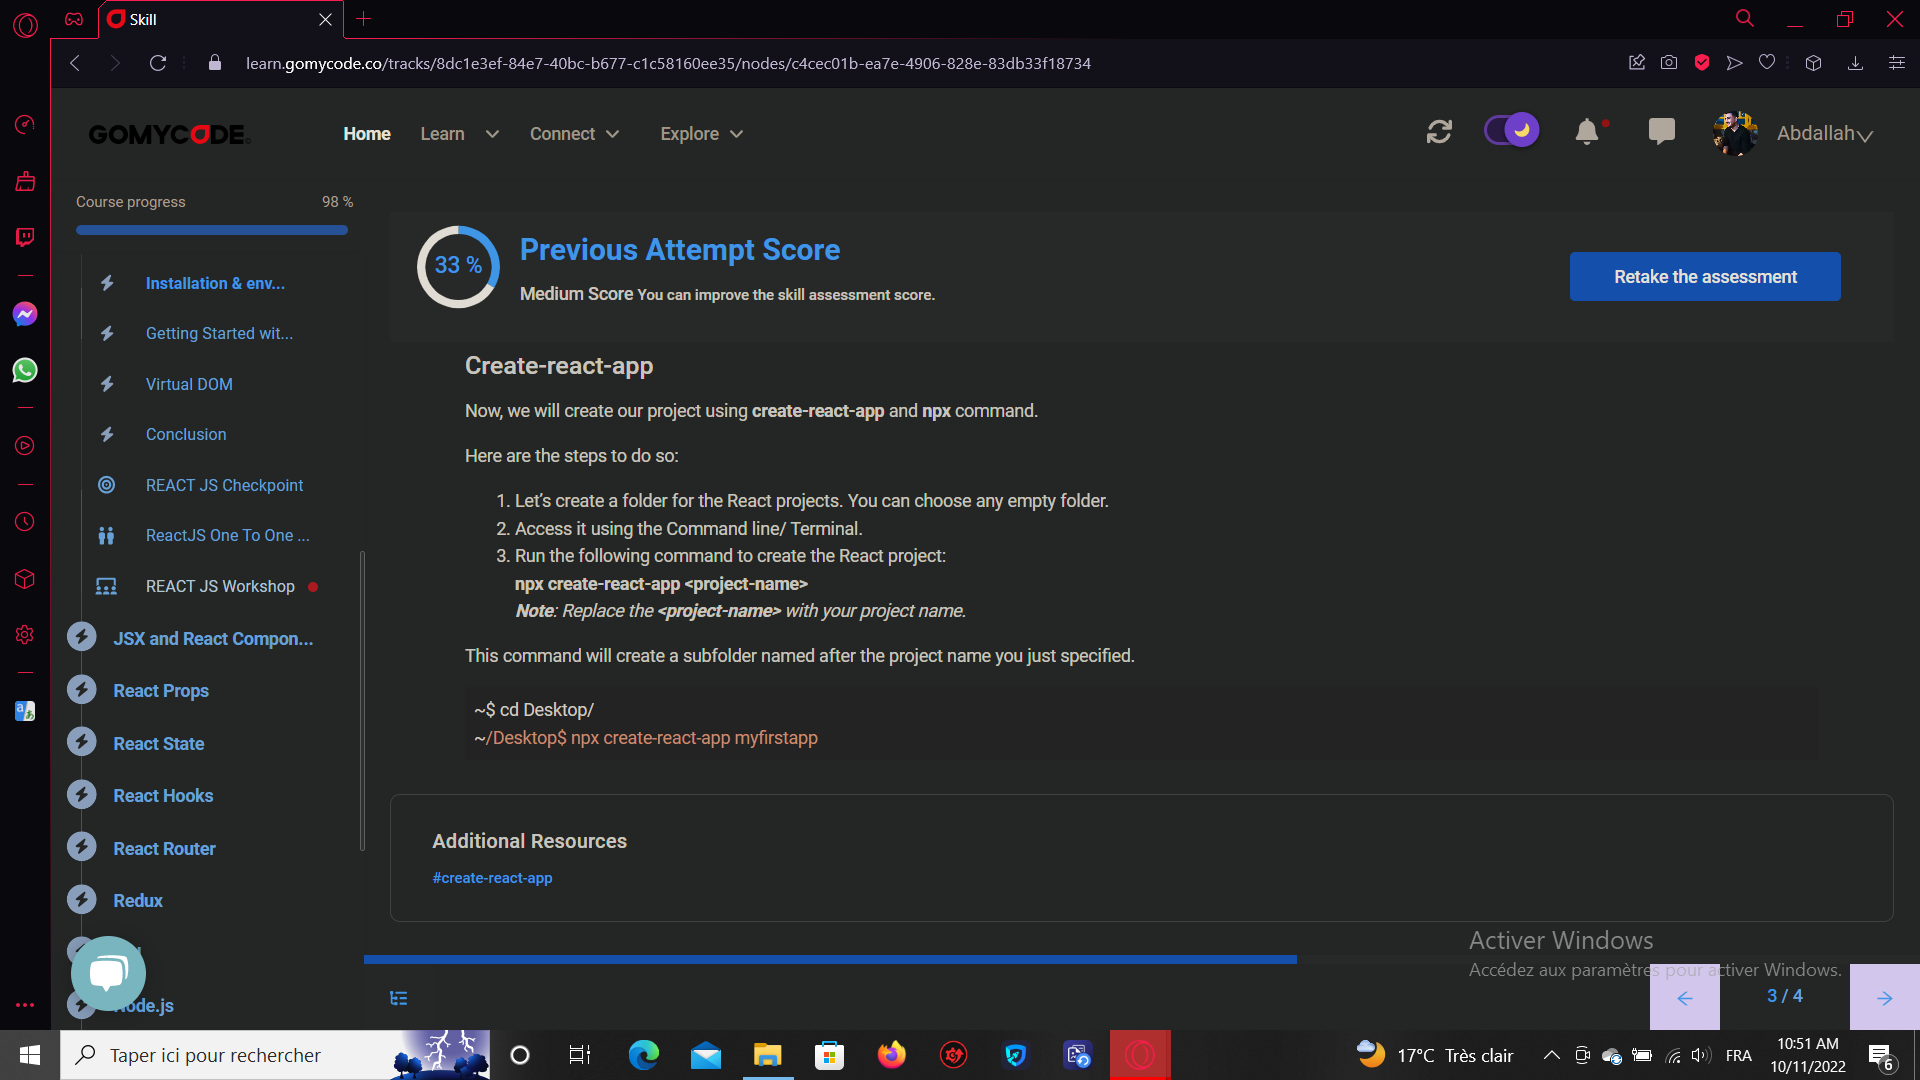 Skill
learn.gomycode.co/tracks/8dc1e3ef-84e7-40bc-b677-c1c58160ee35/nodes/c4cec01b-ea7e-4906-828e-83db33f18734
GOMYCODE
Home
Learn
Connect
Explore
Abdallah
Course progress
98 %
Installation & env...
Getting Started wit...
Virtual DOM
Conclusion
REACT JS Checkpoint
ReactJS One To One ...
REACT JS Workshop
JSX and React Compon...
React Props
React State
React Hooks
React Router
Redux
ode.js
33 %
Previous Attempt Score
Medium Score You can improve the skill assessment score.
Retake the assessment
Create-react-app
Now, we will create our project using create-react-app and npx command.
Here are the steps to do so:
1. Let's create a folder for the React projects. You can choose any empty folder.
2. Access it using the Command line/ Terminal.
3. Run the following command to create the React project:
npx create-react-app <project-name>
Note: Replace the <project-name> with your project name.
This command will create a subfolder named after the project name you just specified.
~$ cd Desktop/
~/Desktop$ npx create-react-app myfirstapp
Additional Resources
#create-react-app
Activer Windows
Accédez aux paramètres pour activer Windows.
3 / 4
Taper ici pour rechercher
17°C Très clair
FRA
10:51 AM
10/11/2022
6